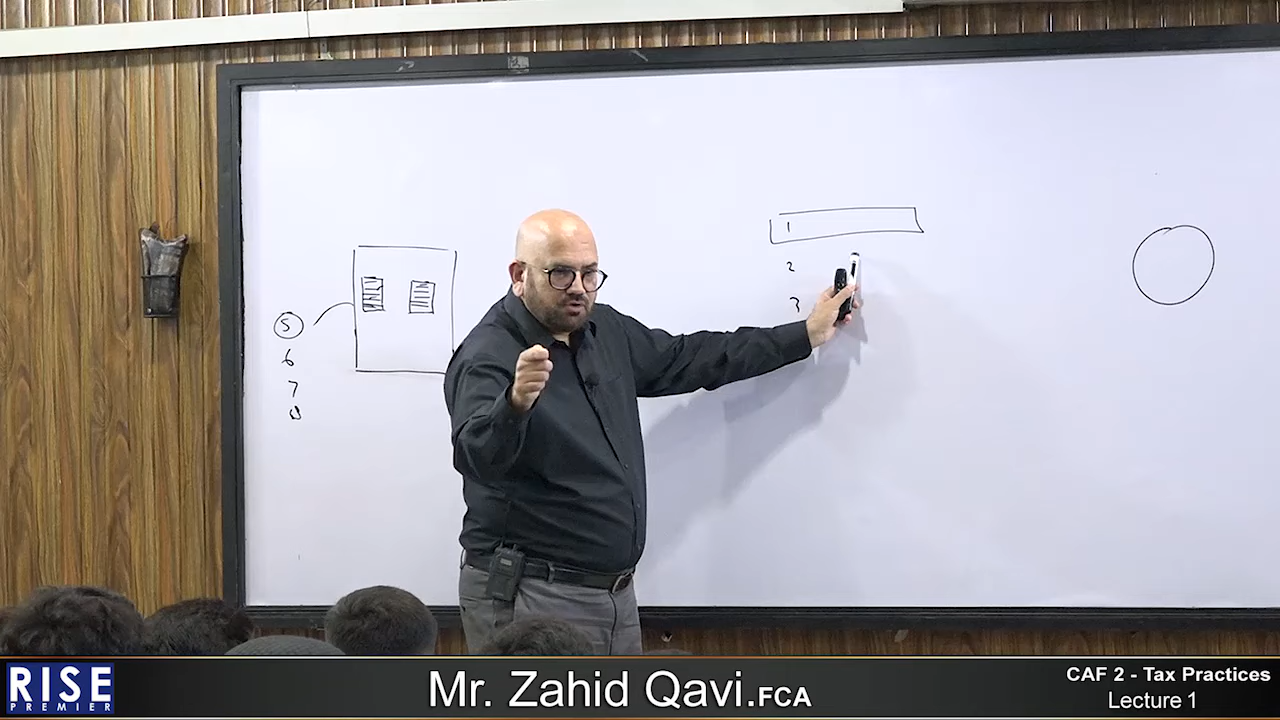 5
6
7
8
1
2
3
RISE
PREMIER
Mr. Zahid Qavi.FCA
CAF 2 - Tax Practices
Lecture 1